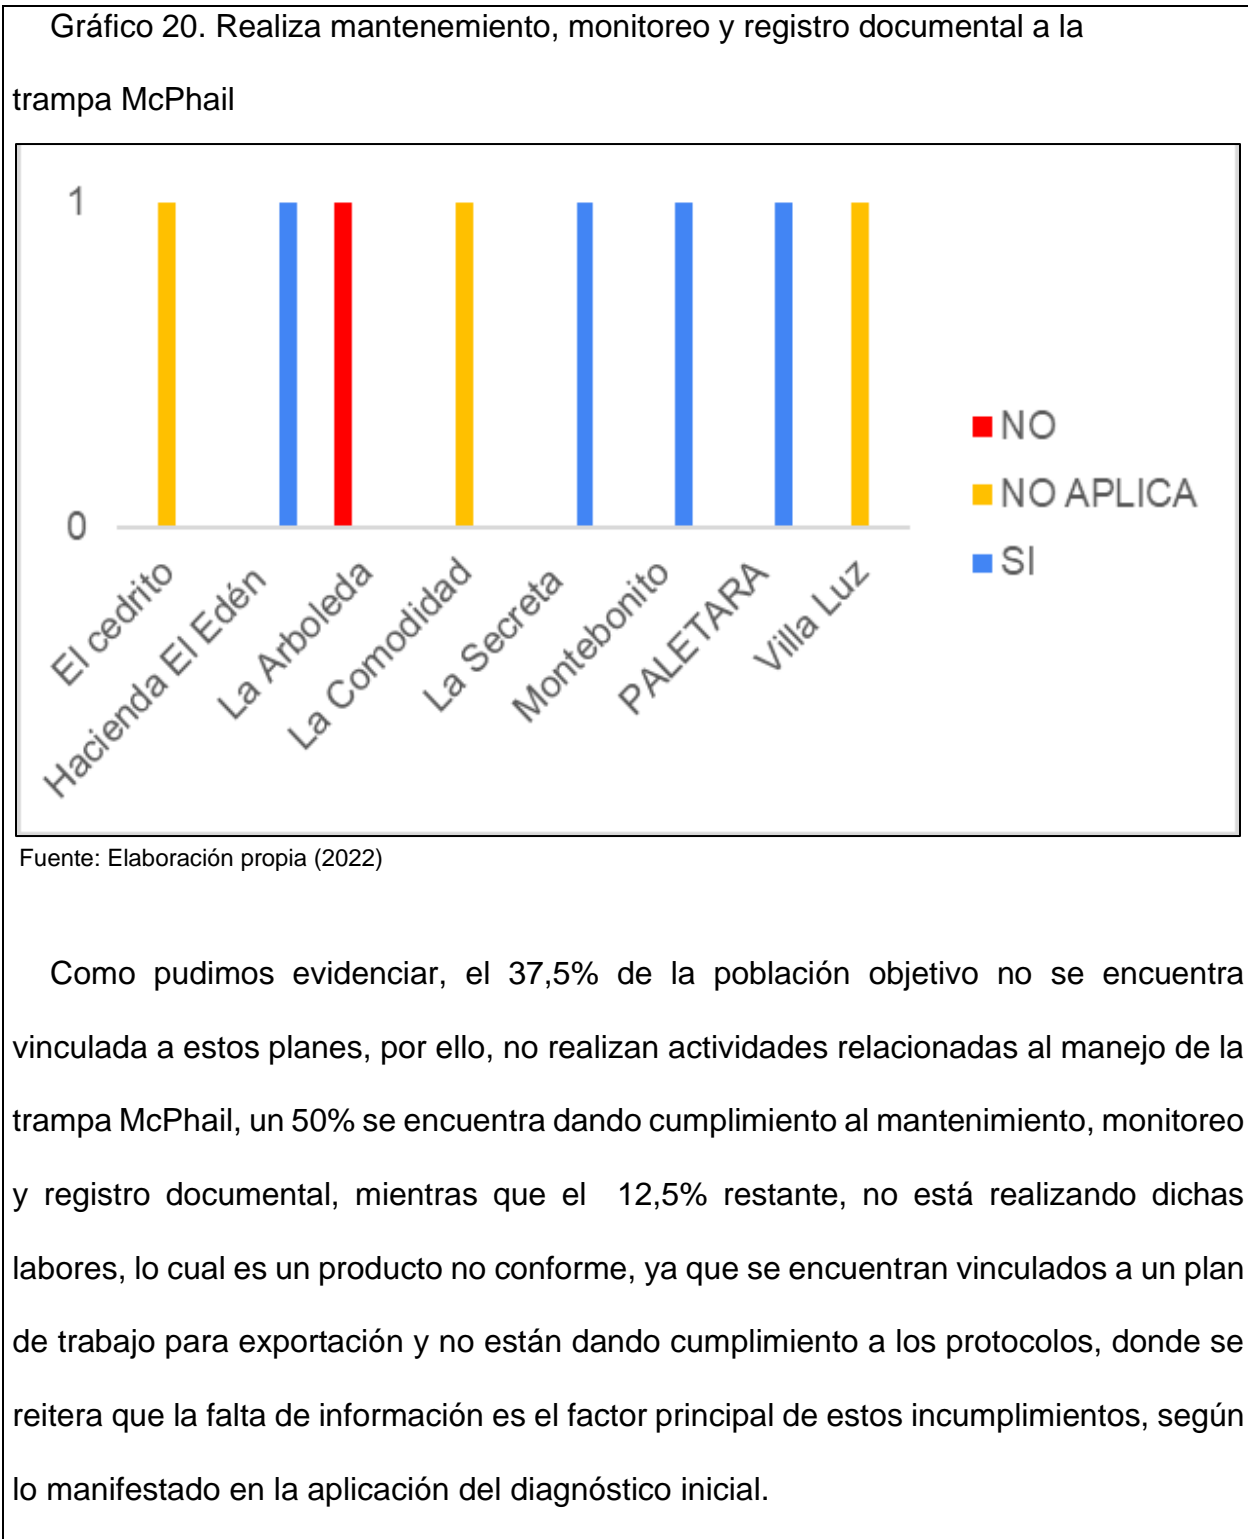 Gráfico 20. Realiza mantenemiento, monitoreo y registro documental a la
trampa McPhail
1
0
El cedrito
Hacienda El Edén
La Arboleda
La Comodidad
La Secreta
Montebonito
PALETARA
Villa Luz
NO
NO APLICA
SI
Fuente: Elaboración propia (2022)
Como pudimos evidenciar, el 37,5% de la población objetivo no se encuentra
vinculada a estos planes, por ello, no realizan actividades relacionadas al manejo de la
trampa McPhail, un 50% se encuentra dando cumplimiento al mantenimiento, monitoreo
y registro documental, mientras que el 12,5% restante, no está realizando dichas
labores, lo cual es un producto no conforme, ya que se encuentran vinculados a un plan
de trabajo para exportación y no están dando cumplimiento a los protocolos, donde se
reitera que la falta de información es el factor principal de estos incumplimientos, según
lo manifestado en la aplicación del diagnóstico inicial.